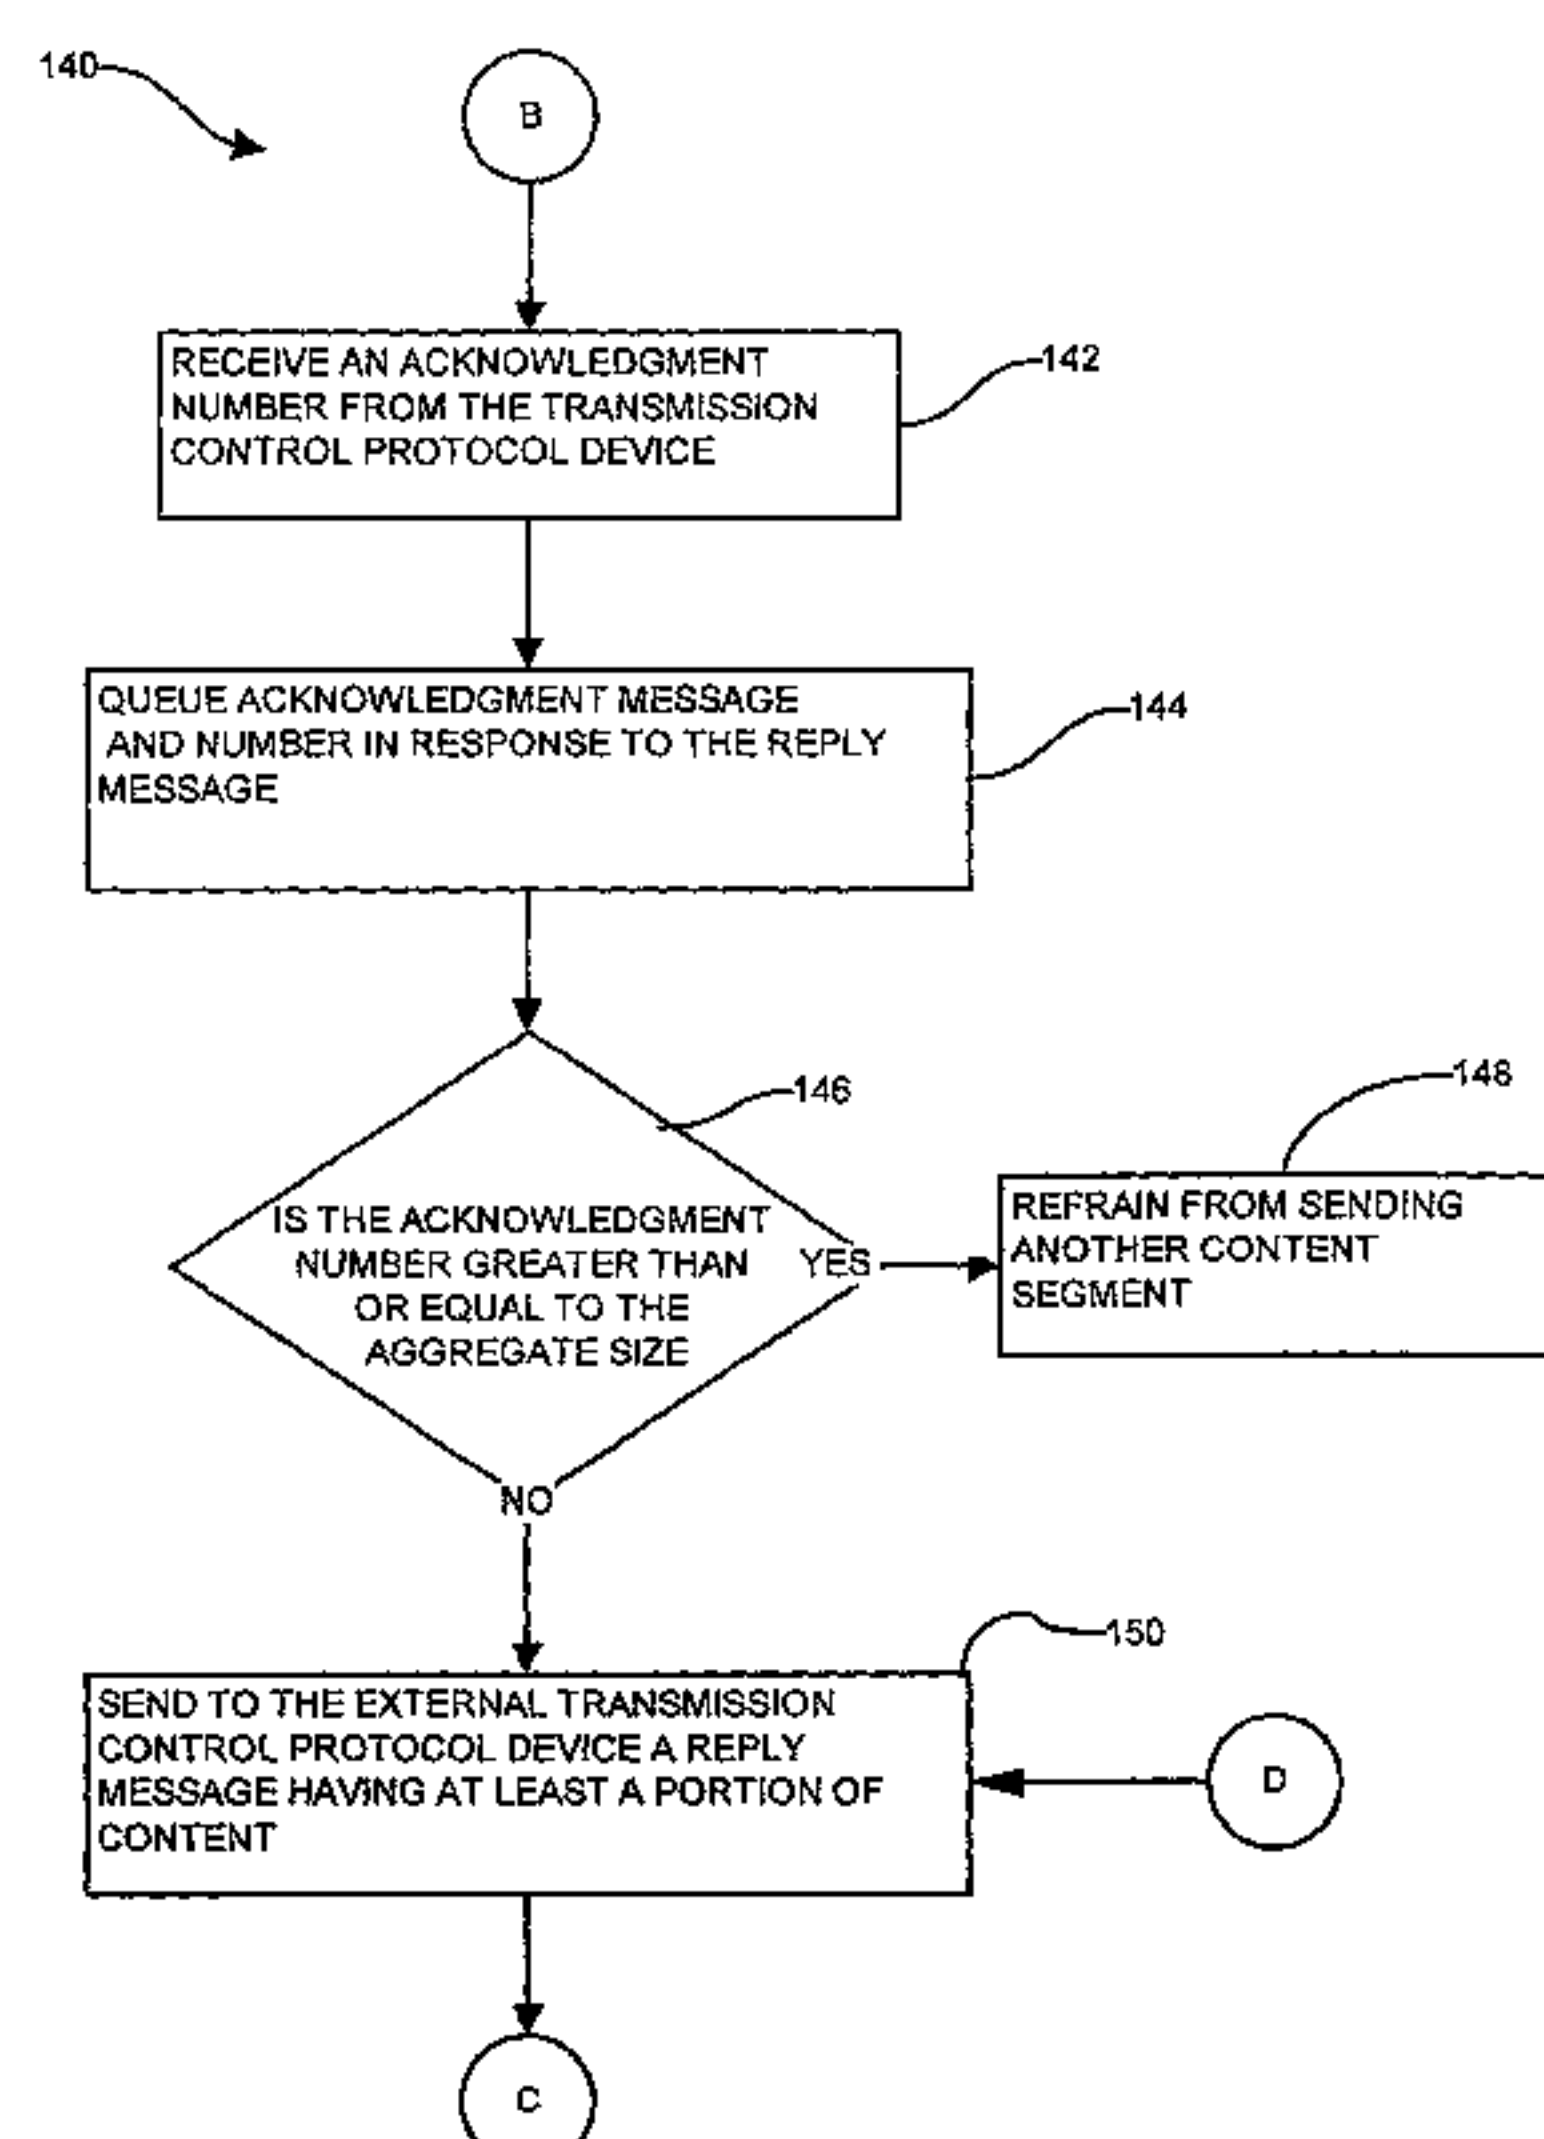 140
B
RECEIVE AN ACKNOWLEDGMENT
NUMBER FROM THE TRANSMISSION
CONTROL PROTOCOL DEVICE
142
QUEUE ACKNOWLEDGMENT MESSAGE
AND NUMBER IN RESPONSE TO THE REPLY
MESSAGE
144
146
IS THE ACKNOWLEDGMENT
NUMBER GREATER THAN
OR EQUAL TO THE
AGGREGATE SIZE
YES
148
REFRAIN FROM SENDING
ANOTHER CONTENT
SEGMENT
NO
150
SEND TO THE EXTERNAL TRANSMISSION
CONTROL PROTOCOL DEVICE A REPLY
MESSAGE HAVING AT LEAST A PORTION OF
CONTENT
D
C